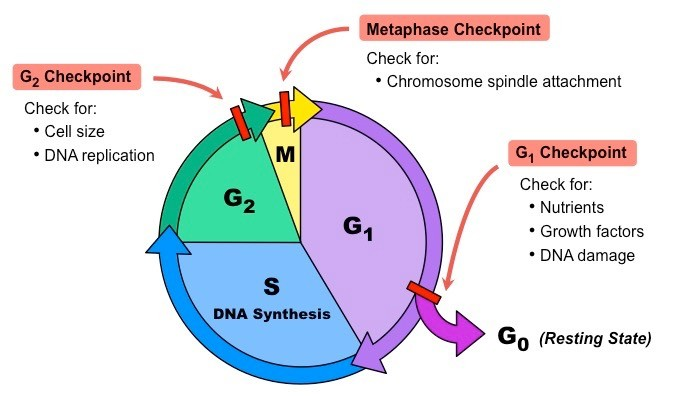 Metaphase Checkpoint
Check for:
• Chromosome spindle attachment
G₂ Checkpoint
Check for:
• Cell size
• DNA replication
G₁ Checkpoint
Check for:
• Nutrients
• Growth factors
• DNA damage
M
G₂
G₁
S
DNA Synthesis
G₀ (Resting State)